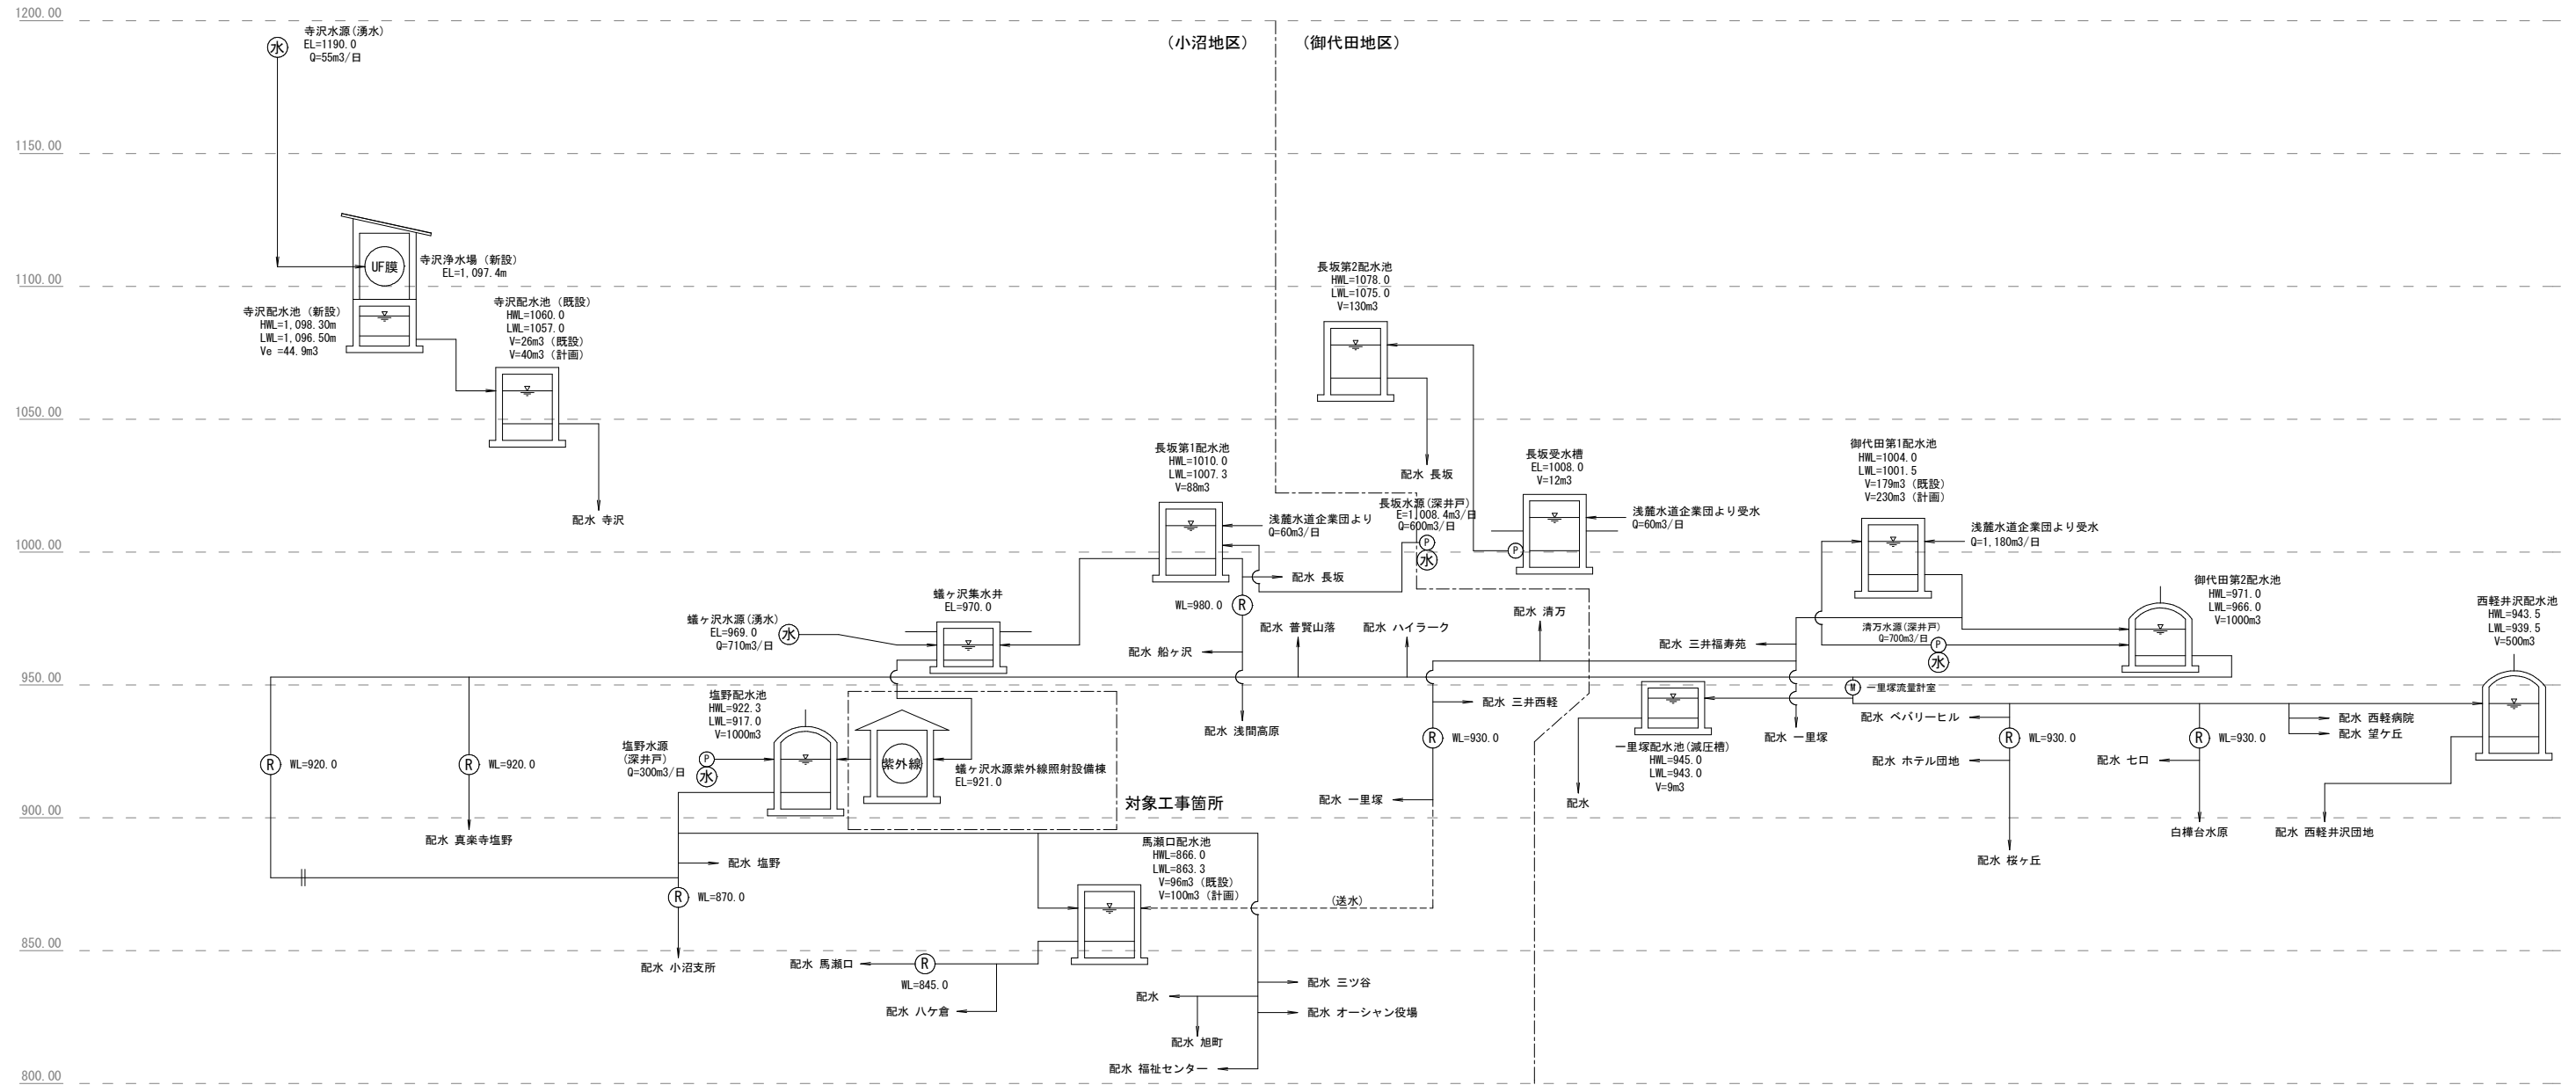 1200.00
1150.00
1100.00
1050.00
1000.00
950.00
900.00
850.00
800.00
(小沼地区)
(御代田地区)
水
寺沢水源(湧水)
EL=1190.0
Q=55m3/日
UF膜
寺沢浄水場 (新設)
EL=1,097.4m
寺沢配水池 (新設)
HWL=1,098.30m
LWL=1,096.50m
Ve =44.9m3
寺沢配水池 (既設)
HWL=1060.0
LWL=1057.0
V=26m3 (既設)
V=40m3 (計画)
配水 寺沢
長坂第2配水池
HWL=1078.0
LWL=1075.0
V=130m3
配水 長坂
長坂第1配水池
HWL=1010.0
LWL=1007.3
V=88m3
浅麓水道企業団より
Q=60m3/日
長坂水源(深井戸)
E=1,008.4m3/日
Q=600m3/日
P
水
長坂受水槽
EL=1008.0
V=12m3
P
浅麓水道企業団より受水
Q=60m3/日
御代田第1配水池
HWL=1004.0
LWL=1001.5
V=179m3 (既設)
V=230m3 (計画)
浅麓水道企業団より受水
Q=1,180m3/日
配水 長坂
WL=980.0
R
配水 船ヶ沢
配水 浅間高原
蟻ヶ沢集水井
EL=970.0
蟻ヶ沢水源(湧水)
EL=969.0
Q=710m3/日
水
配水 普賢山落
配水 ハイラーク
配水 清万
配水 三井福寿苑
清万水源(深井戸)
Q=700m3/日
P
水
御代田第2配水池
HWL=971.0
LWL=966.0
V=1000m3
西軽井沢配水池
HWL=943.5
LWL=939.5
V=500m3
M
一里塚流量計室
塩野配水池
HWL=922.3
LWL=917.0
V=1000m3
塩野水源
(深井戸)
Q=300m3/日
P
水
紫外線
蟻ヶ沢水源紫外線照射設備棟
EL=921.0
対象工事箇所
配水 三井西軽
R
WL=930.0
配水 一里塚
一里塚配水池(減圧槽)
HWL=945.0
LWL=943.0
V=9m3
配水
配水 一里塚
配水 ベバリーヒル
R
WL=930.0
配水 ホテル団地
配水 桜ヶ丘
R
WL=930.0
配水 七口
白樺台水原
配水 西軽病院
配水 望ケ丘
配水 西軽井沢団地
R
WL=920.0
R
WL=920.0
配水 真楽寺塩野
配水 塩野
R
WL=870.0
配水 小沼支所
馬瀬口配水池
HWL=866.0
LWL=863.3
V=96m3 (既設)
V=100m3 (計画)
(送水)
配水 馬瀬口
R
WL=845.0
配水 八ケ倉
配水 三ツ谷
配水
配水 オーシャン役場
配水 旭町
配水 福祉センター